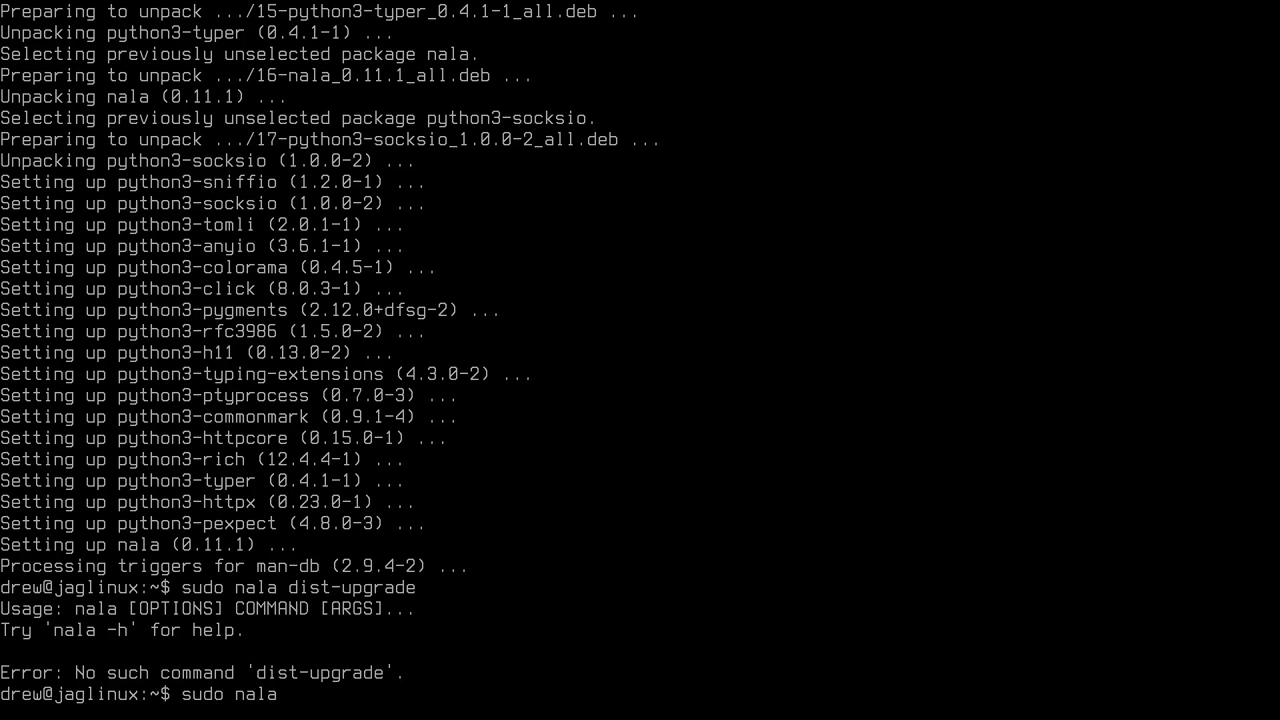 Preparing to unpack .../15-python3-typer_0.4.1-1_all.deb ...
Unpacking python3-typer (0.4.1-1) ...
Selecting previously unselected package nala.
Preparing to unpack .../16-nala_0.11.1_all.deb ...
Unpacking nala (0.11.1) ...
Selecting previously unselected package python3-socksio.
Preparing to unpack .../17-python3-socksio_1.0.0-2_all.deb ...
Unpacking python3-socksio (1.0.0-2) ...
Setting up python3-sniffio (1.2.0-1) ...
Setting up python3-socksio (1.0.0-2) ...
Setting up python3-tomli (2.0.1-1) ...
Setting up python3-anyio (3.6.1-1) ...
Setting up python3-colorama (0.4.5-1) ...
Setting up python3-click (8.0.3-1) ...
Setting up python3-pygments (2.12.0+dfsg-2) ...
Setting up python3-rfc3986 (1.5.0-2) ...
Setting up python3-h11 (0.13.0-2) ...
Setting up python3-typing-extensions (4.3.0-2) ...
Setting up python3-ptyprocess (0.7.0-3) ...
Setting up python3-commonmark (0.9.1-4) ...
Setting up python3-httpcore (0.15.0-1) ...
Setting up python3-rich (12.4.4-1) ...
Setting up python3-typer (0.4.1-1) ...
Setting up python3-httpx (0.23.0-1) ...
Setting up python3-pexpect (4.8.0-3) ...
Setting up nala (0.11.1) ...
Processing triggers for man-db (2.9.4-2) ...
drew@jaglinux:~$ sudo nala dist-upgrade
Usage: nala [OPTIONS] COMMAND [ARGS]...
Try 'nala -h' for help.
Error: No such command 'dist-upgrade'.
drew@jaglinux:~$ sudo nala